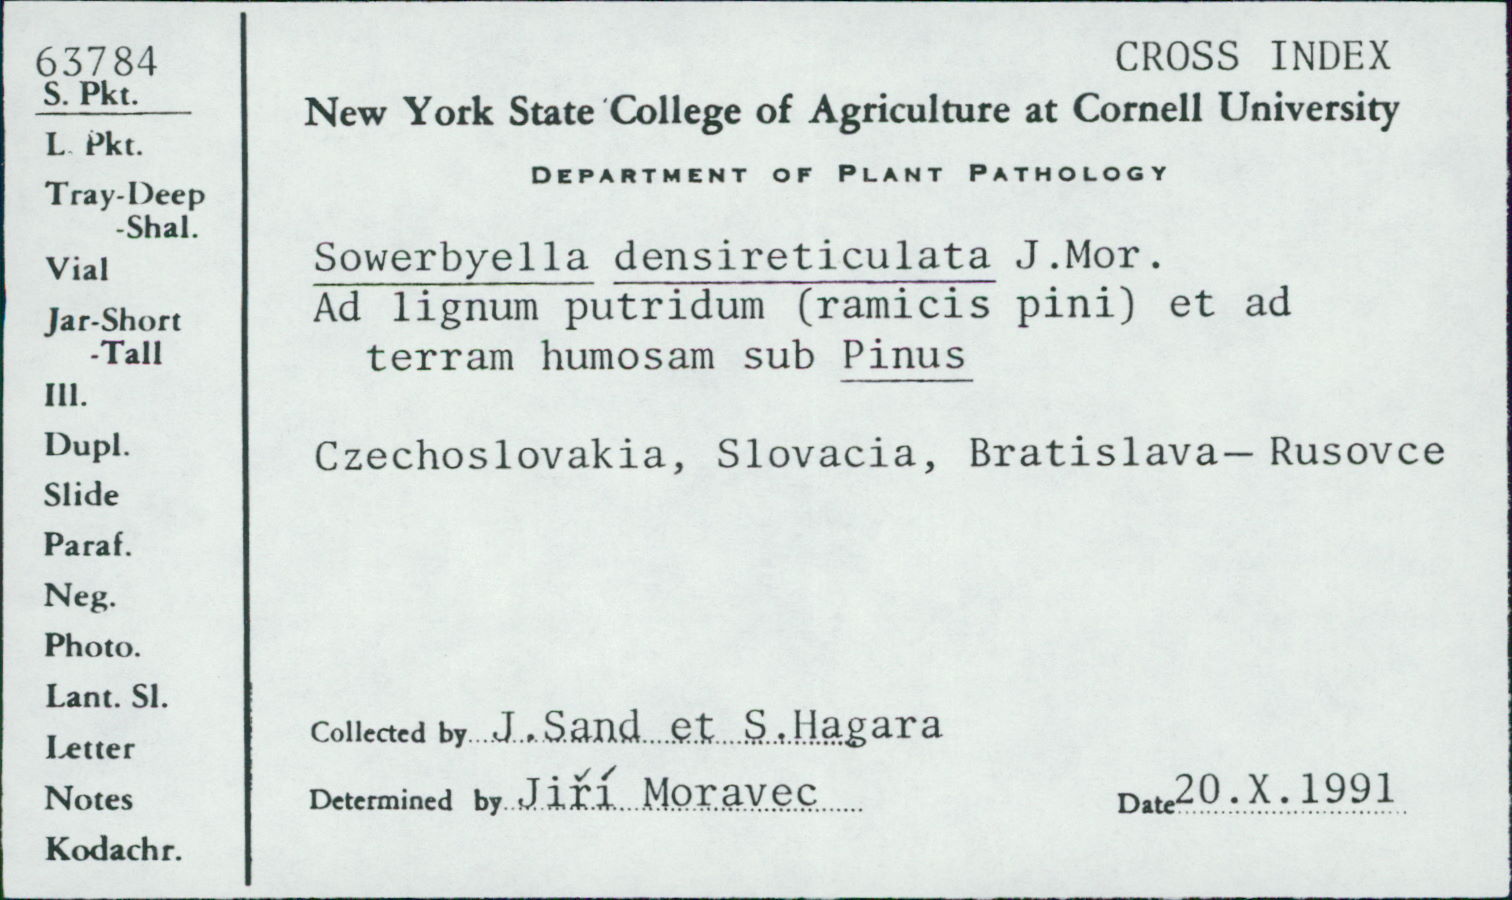 63784
S. Pkt.
L. Pkt.
Tray-Deep
-Shal.
Vial
Jar-Short
-Tall
Ill.
Dupl.
Slide
Paraf.
Neg.
Photo.
Lant. Sl.
Letter
Notes
Kodachr.
CROSS INDEX
New York State College of Agriculture at Cornell University
DEPARTMENT OF PLANT PATHOLOGY
Sowerbyella densireticulata J.Mor.
Ad lignum putridum (ramicis pini) et ad
terram humosam sub Pinus
Czechoslovakia, Slovacia, Bratislava— Rusovce
Collected by J.Sand et S.Hagara
Determined by Jiří Moravec
Date 20.X.1991